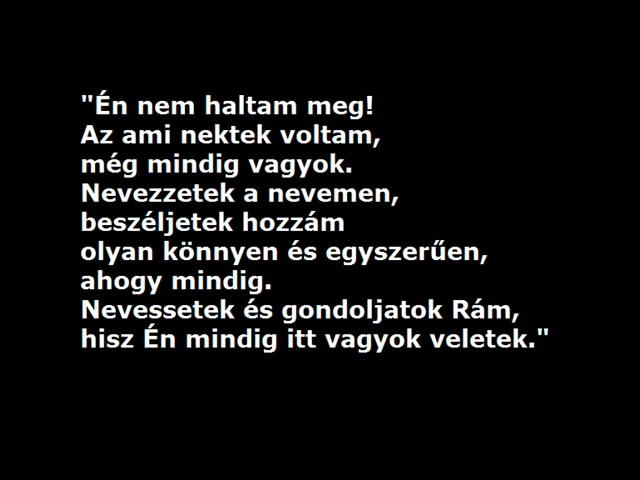 "Én nem haltam meg!
Az ami nektek voltam,
még mindig vagyok.
Nevezzetek a nevemen,
beszéljetek hozzám
olyan könnyen és egyszerűen,
ahogy mindig.
Nevessetek és gondoljatok Rám,
hisz Én mindig itt vagyok veletek."